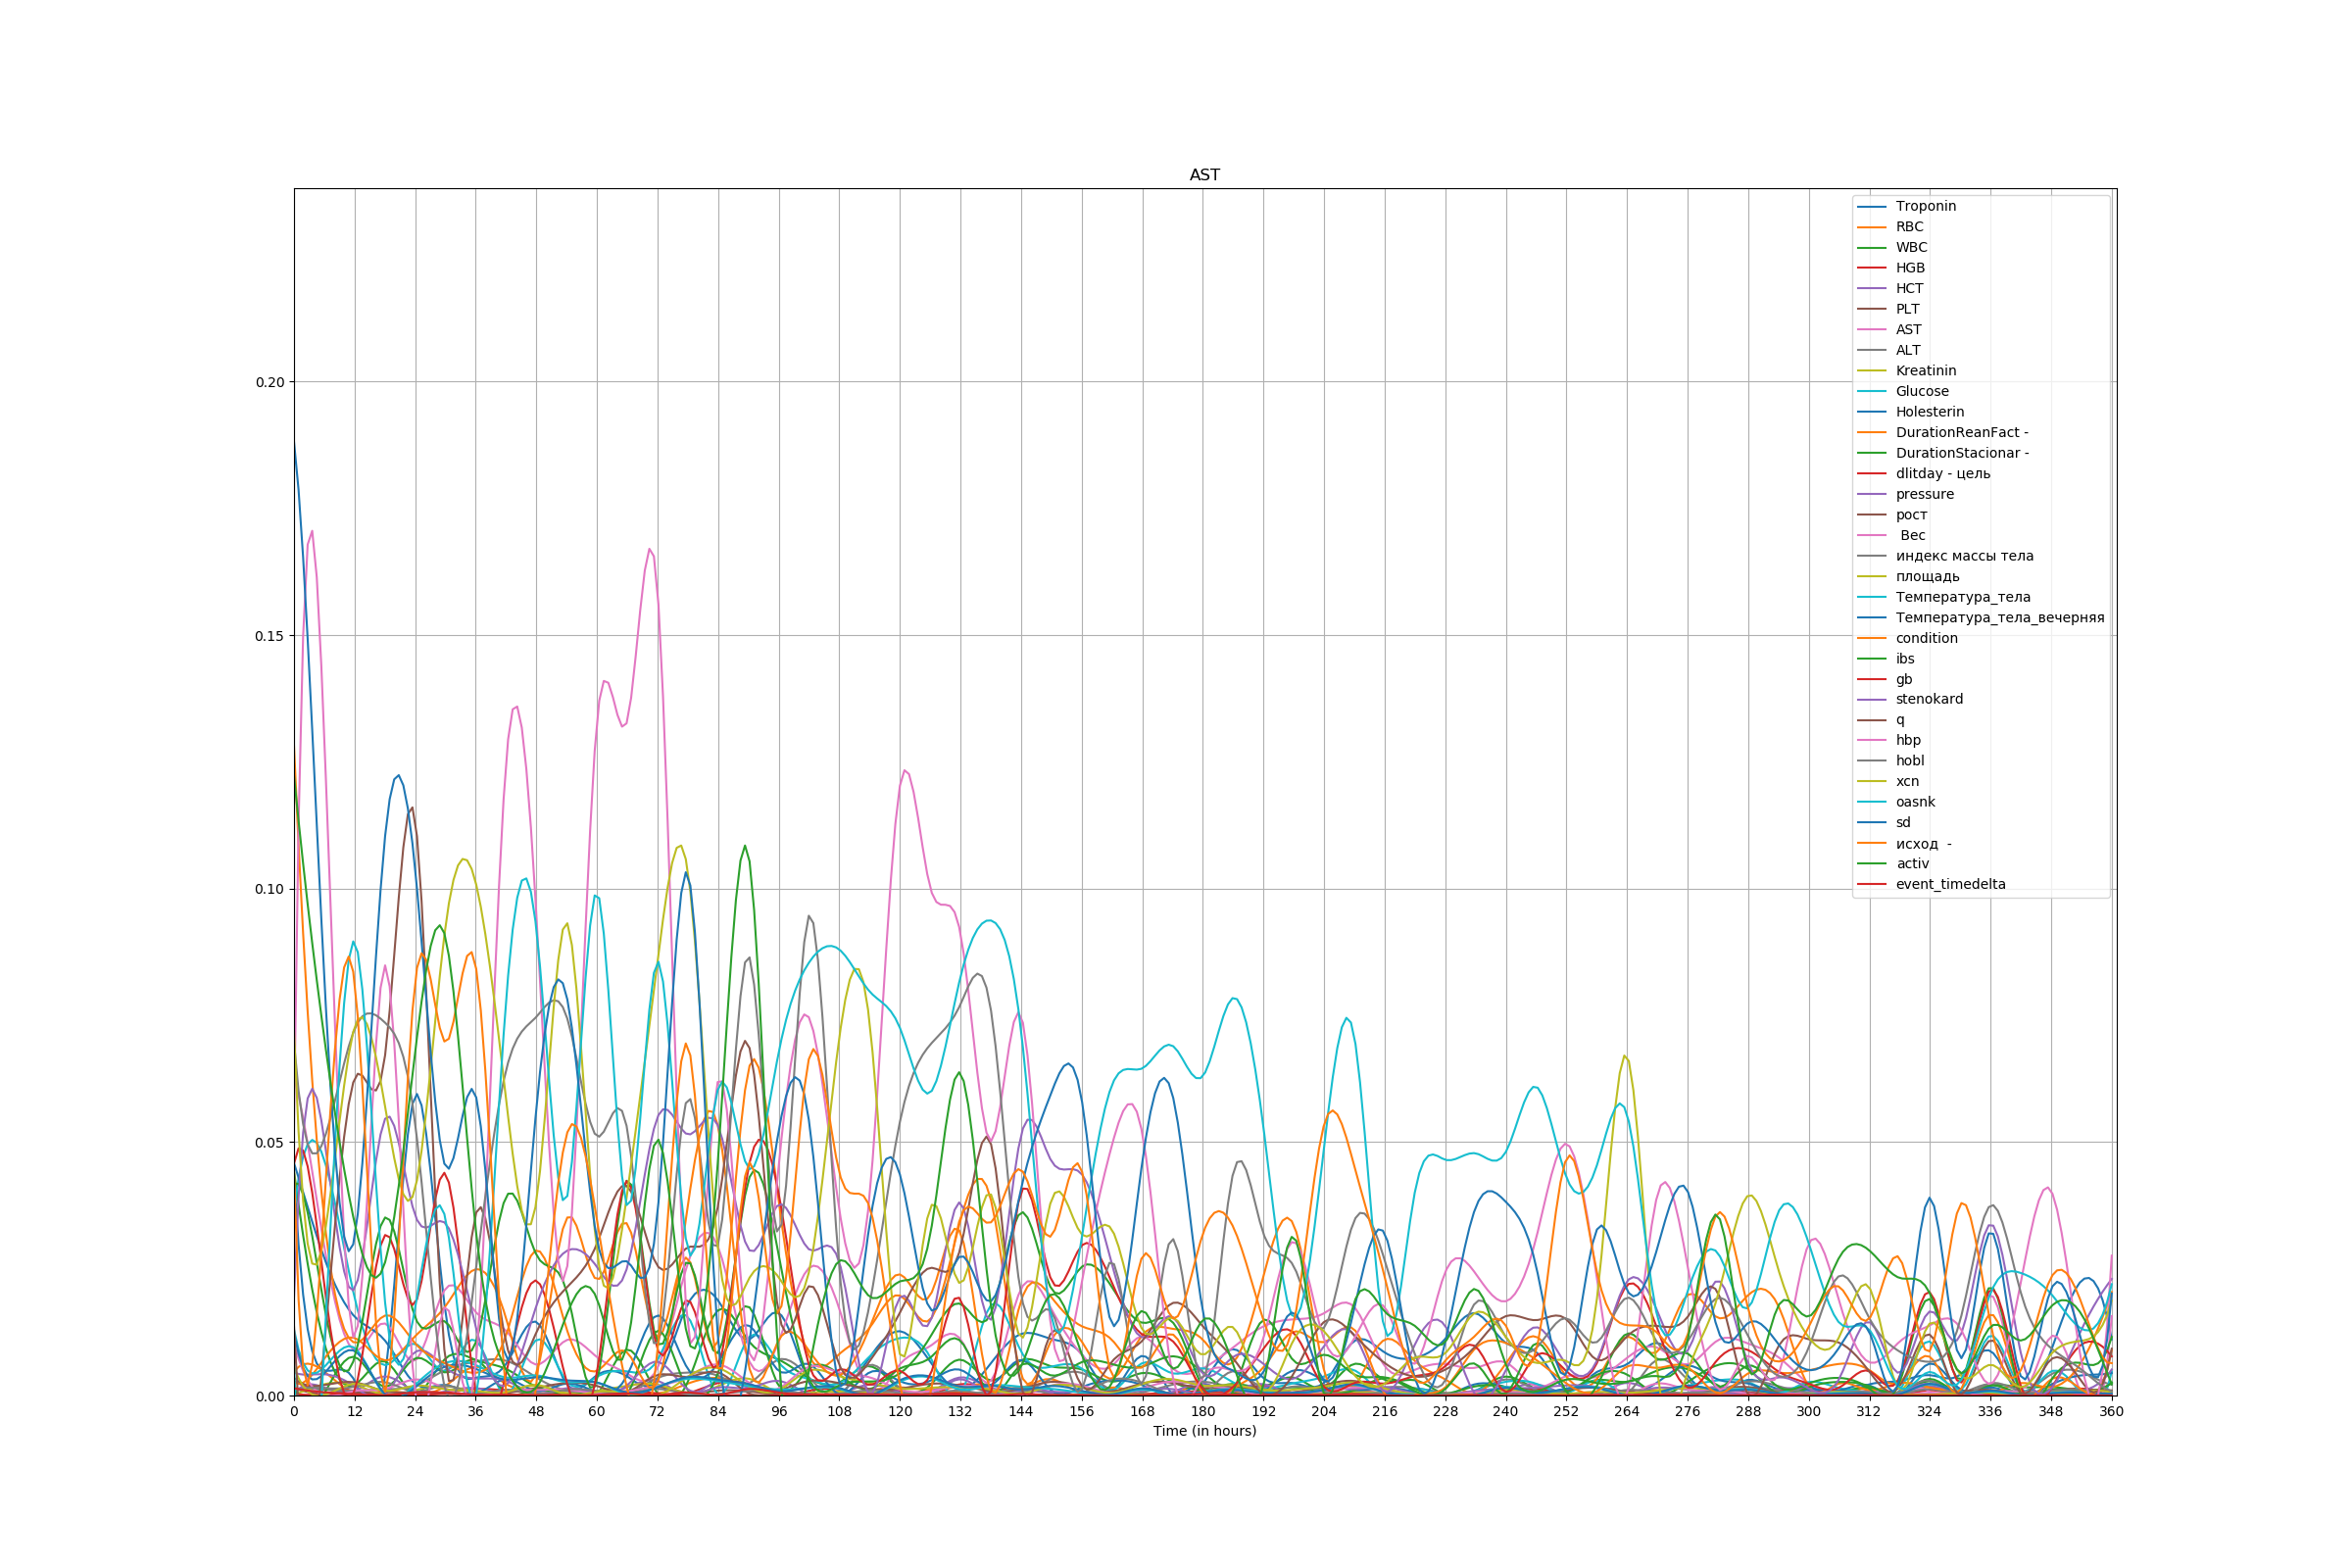 AST
0.20
0.15
0.10
0.05
0.00
0 12 24 36 48 60 72 84 96 108 120 132 144 156 168 180 192 204 216 228 240 252 264 276 288 300 312 324 336 348 360
Time (in hours)
Troponin
RBC
WBC
HGB
HCT
PLT
AST
ALT
Kreatinin
Glucose
Holesterin
DurationReanFact -
DurationStacionar -
dlitday - цель
pressure
рост
Вес
индекс массы тела
площадь
Температура_тела
Температура_тела_вечерняя
condition
ibs
gb
stenokard
q
hbp
hobl
xcn
oasnk
sd
исход  -
activ
event_timedelta